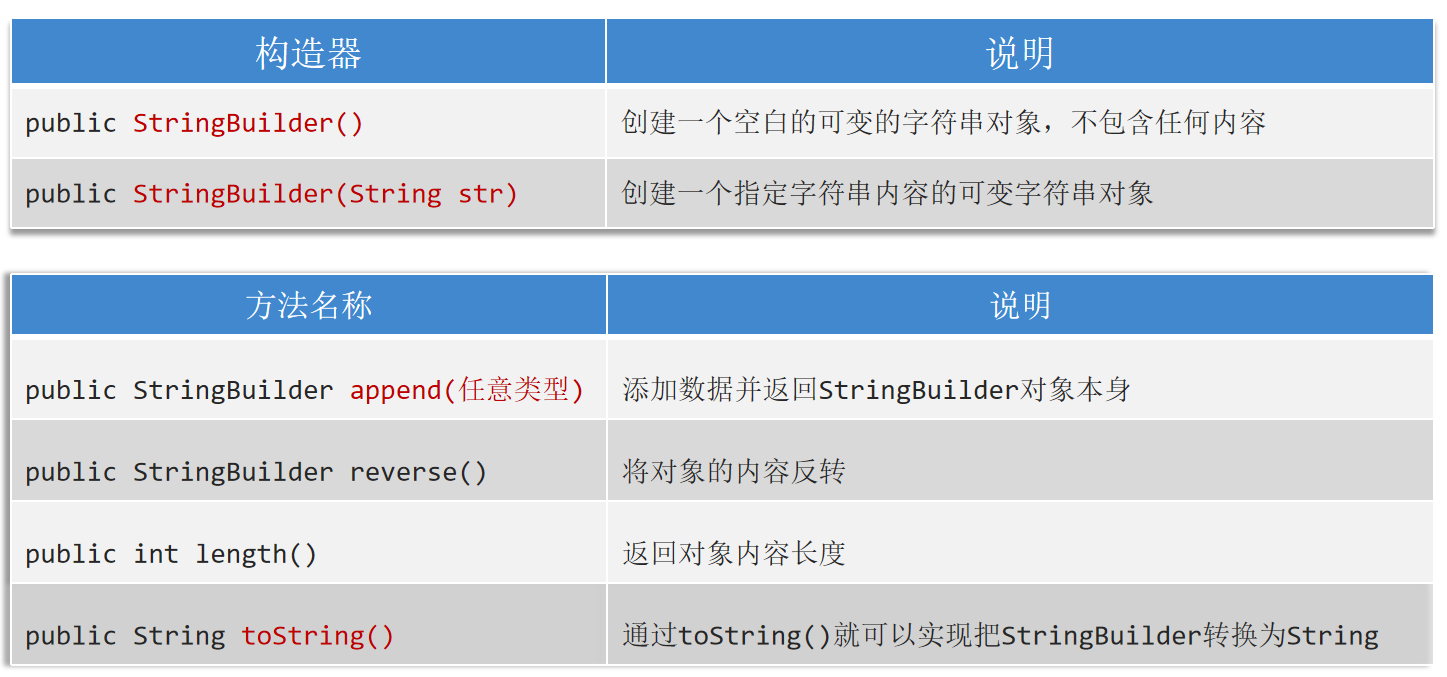 构造器 说明
public StringBuilder() 创建一个空白的可变的字符串对象，不包含任何内容
public StringBuilder(String str) 创建一个指定字符串内容的可变字符串对象
方法名称 说明
public StringBuilder append(任意类型) 添加数据并返回StringBuilder对象本身
public StringBuilder reverse() 将对象的内容反转
public int length() 返回对象内容长度
public String toString() 通过toString()就可以实现把StringBuilder转换为String